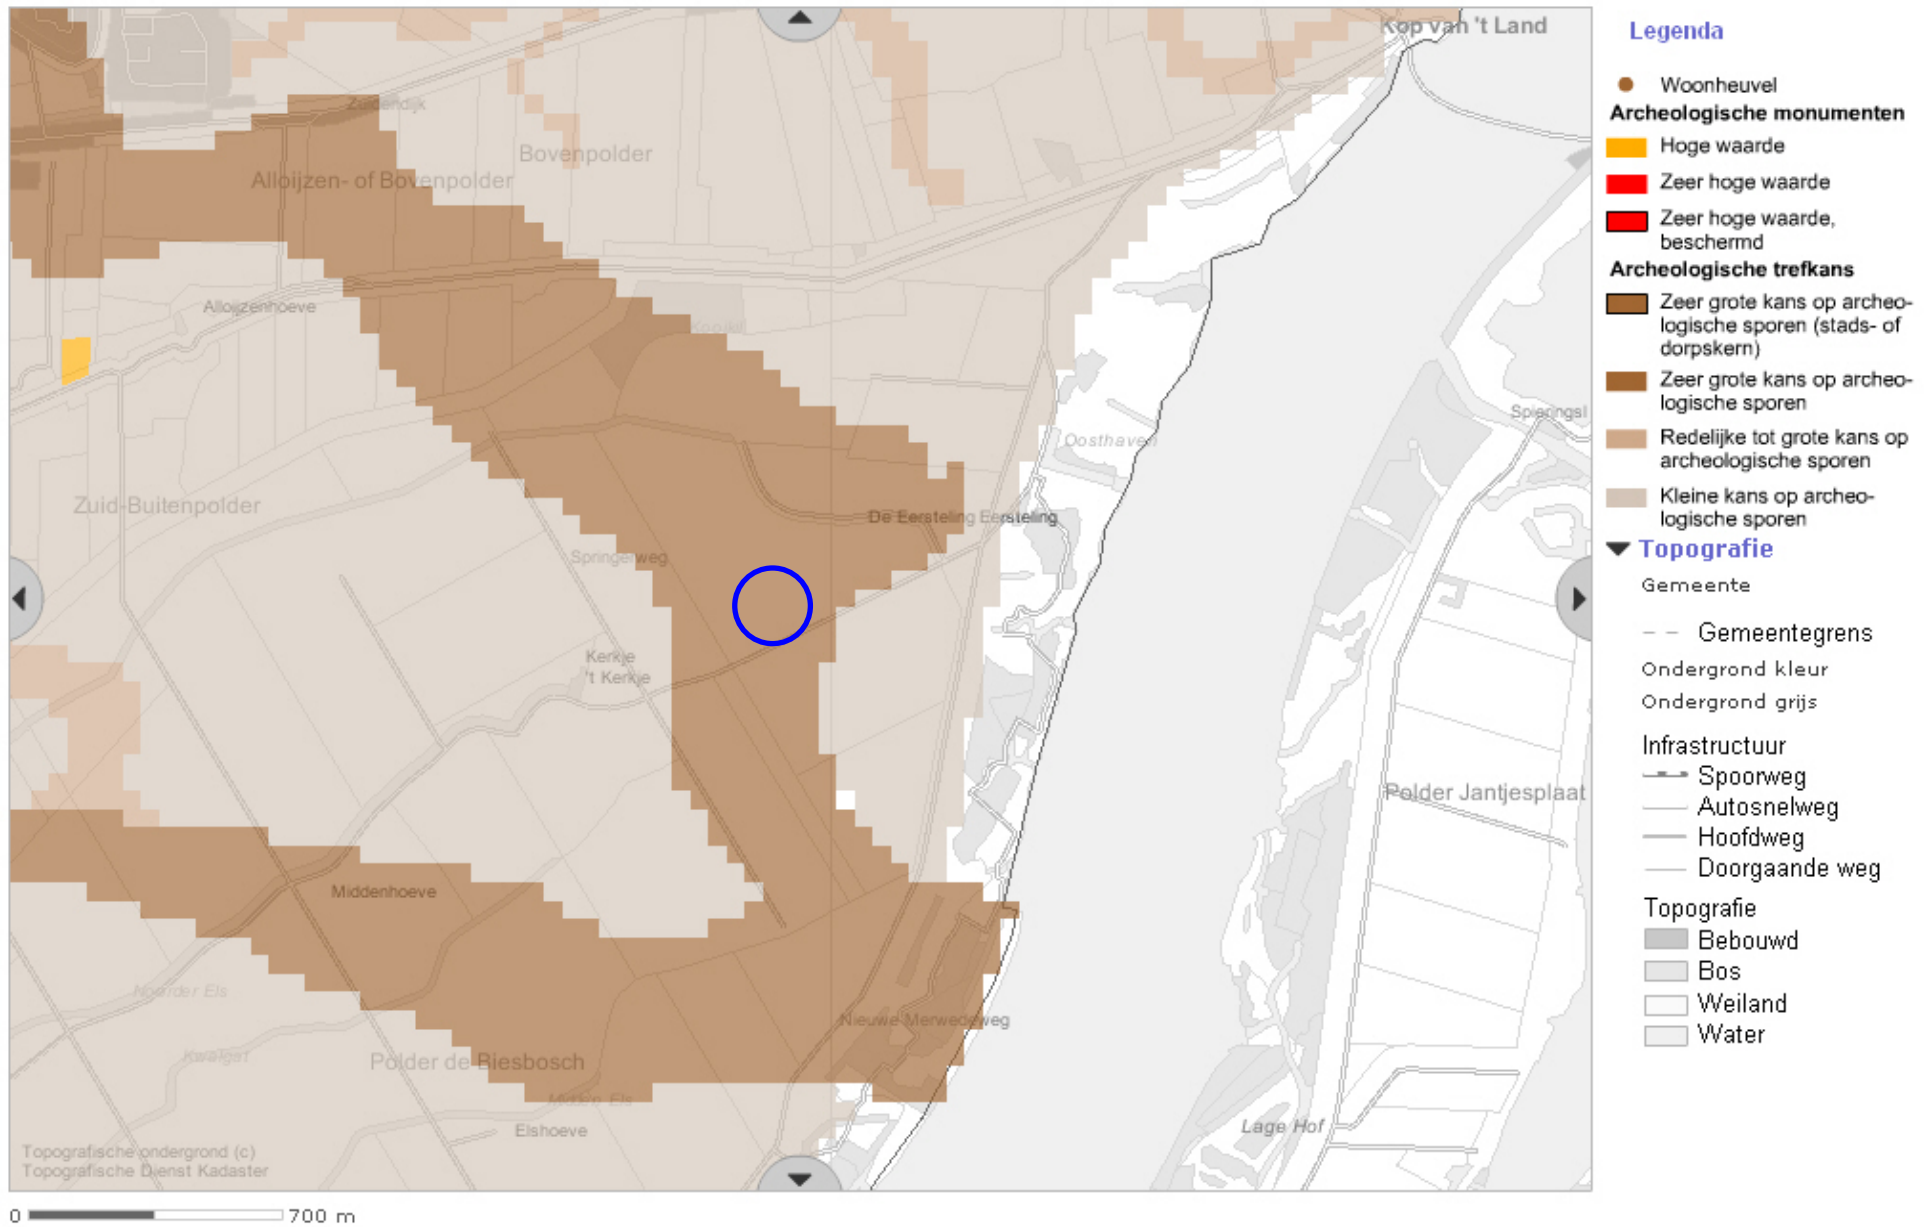 Kop van 't Land
Zuidendijk
Bovenpolder
Alloijzen- of Bovenpolder
Alloijzenhoeve
Kopikil
Oosthaven
Spieringsl
Zuid-Buitenpolder
De Eersteling Eersteling
Springerweg
Kerkje
't Kerkje
Polder Jantjesplaat
Middenhoeve
Noorder Els
Nieuwe Merwedeweg
Kwelgat
Polder de Biesbosch
Midden Els
Elshoeve
Lage Hof
Topografische ondergrond (c)
Topografische Dienst Kadaster
0 700 m
Legenda
Woonheuvel
Archeologische monumenten
Hoge waarde
Zeer hoge waarde
Zeer hoge waarde,
beschermd
Archeologische trefkans
Zeer grote kans op archeo-
logische sporen (stads- of
dorpskern)
Zeer grote kans op archeo-
logische sporen
Redelijke tot grote kans op
archeologische sporen
Kleine kans op archeo-
logische sporen
Topografie
Gemeente
Gemeentegrens
Ondergrond kleur
Ondergrond grijs
Infrastructuur
Spoorweg
Autosnelweg
Hoofdweg
Doorgaande weg
Topografie
Bebouwd
Bos
Weiland
Water